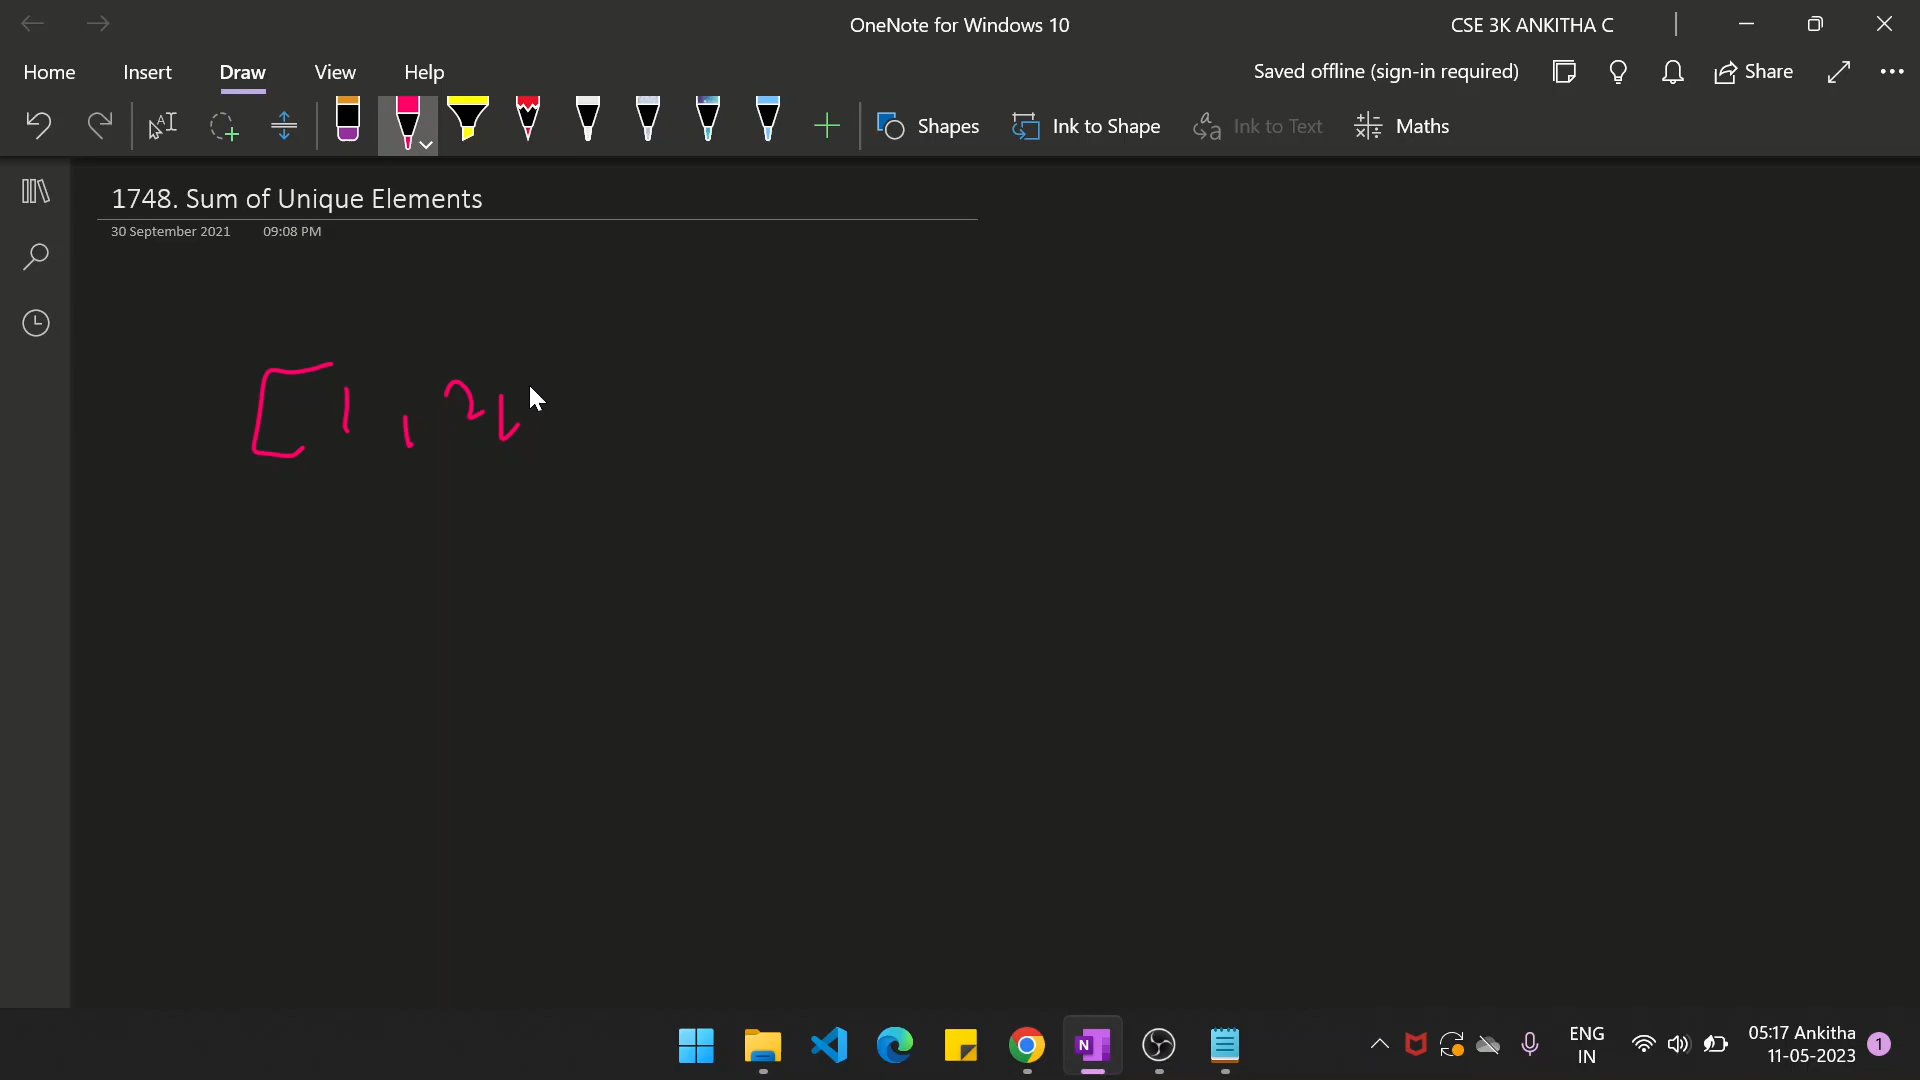 OneNote for Windows 10
CSE 3K ANKITHA C
Home Insert Draw View Help
Saved offline (sign-in required)
Share
Shapes
Ink to Shape
Ink to Text
Maths
1748. Sum of Unique Elements
30 September 2021 09:08 PM
[1, 2,
ENG
IN
05:17 Ankitha
11-05-2023
1